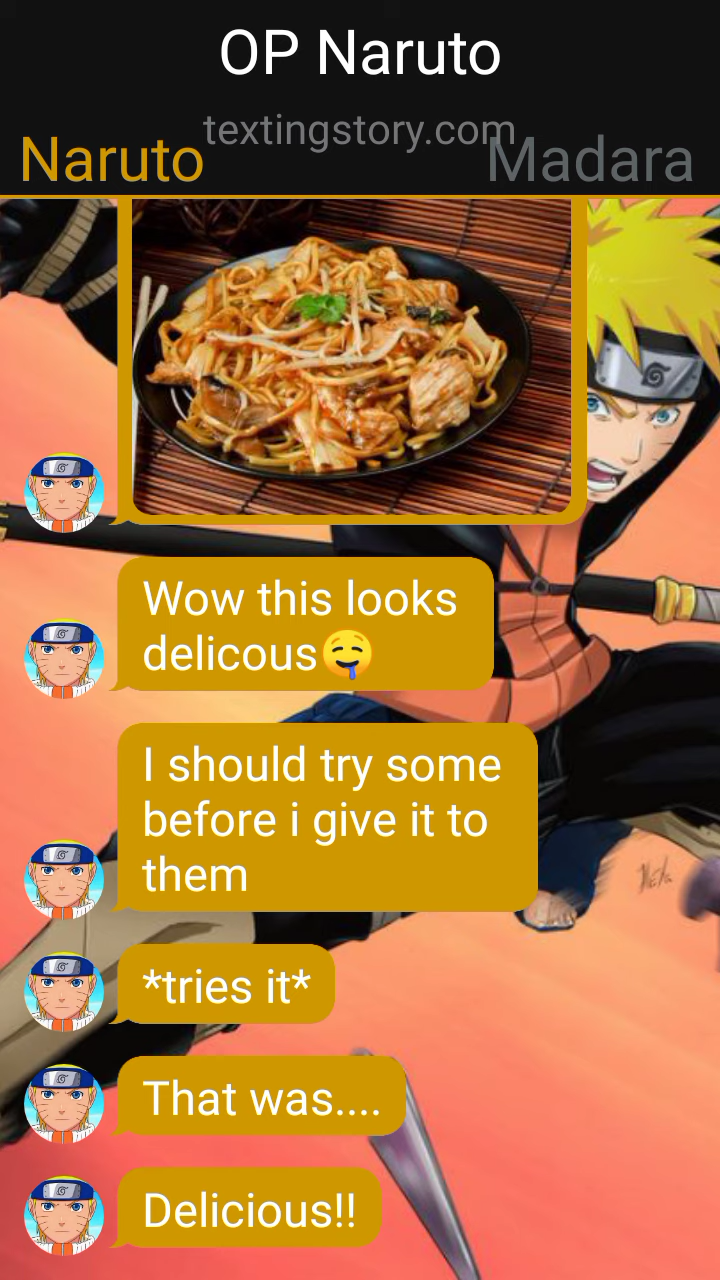 OP Naruto
textingstory.com
Naruto
Madara
Wow this looks
delicous🤤
I should try some
before i give it to
them
*tries it*
That was....
Delicious!!